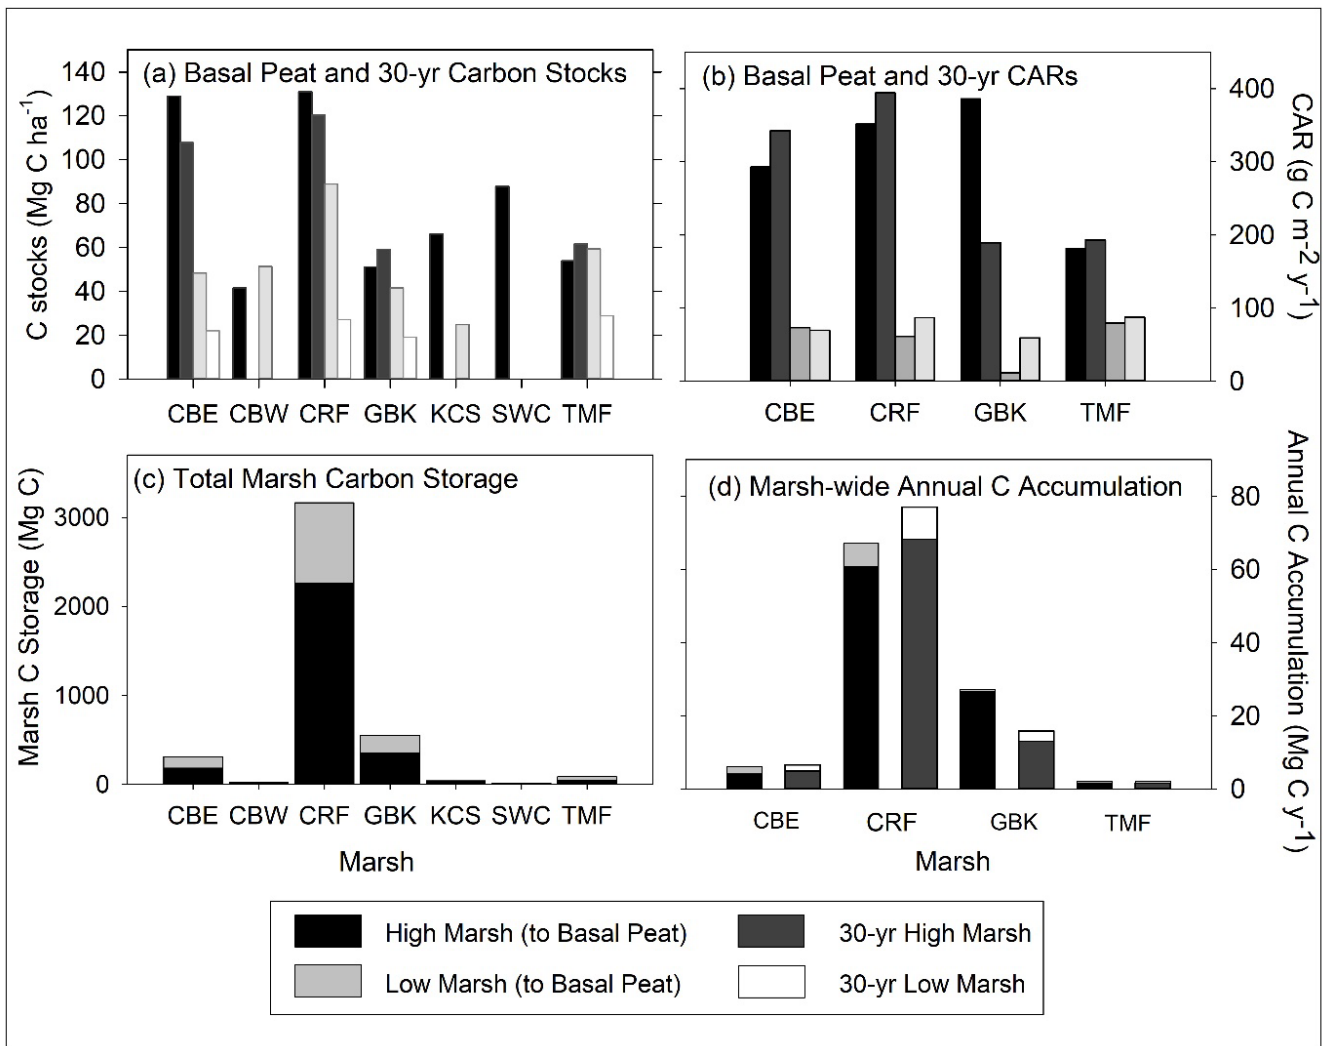 (a) Basal Peat and 30-yr Carbon Stocks
C stocks (Mg C ha-1)
140
120
100
80
60
40
20
0
CBE CBW CRF GBK KCS SWC TMF
(b) Basal Peat and 30-yr CARs
CAR (g C m-2 y-1)
400
300
200
100
0
CBE CRF GBK TMF
(c) Total Marsh Carbon Storage
Marsh C Storage (Mg C)
3000
2000
1000
0
CBE CBW CRF GBK KCS SWC TMF
Marsh
(d) Marsh-wide Annual C Accumulation
Annual C Accumulation (Mg C y-1)
80
60
40
20
0
CBE CRF GBK TMF
Marsh
High Marsh (to Basal Peat)
30-yr High Marsh
Low Marsh (to Basal Peat)
30-yr Low Marsh